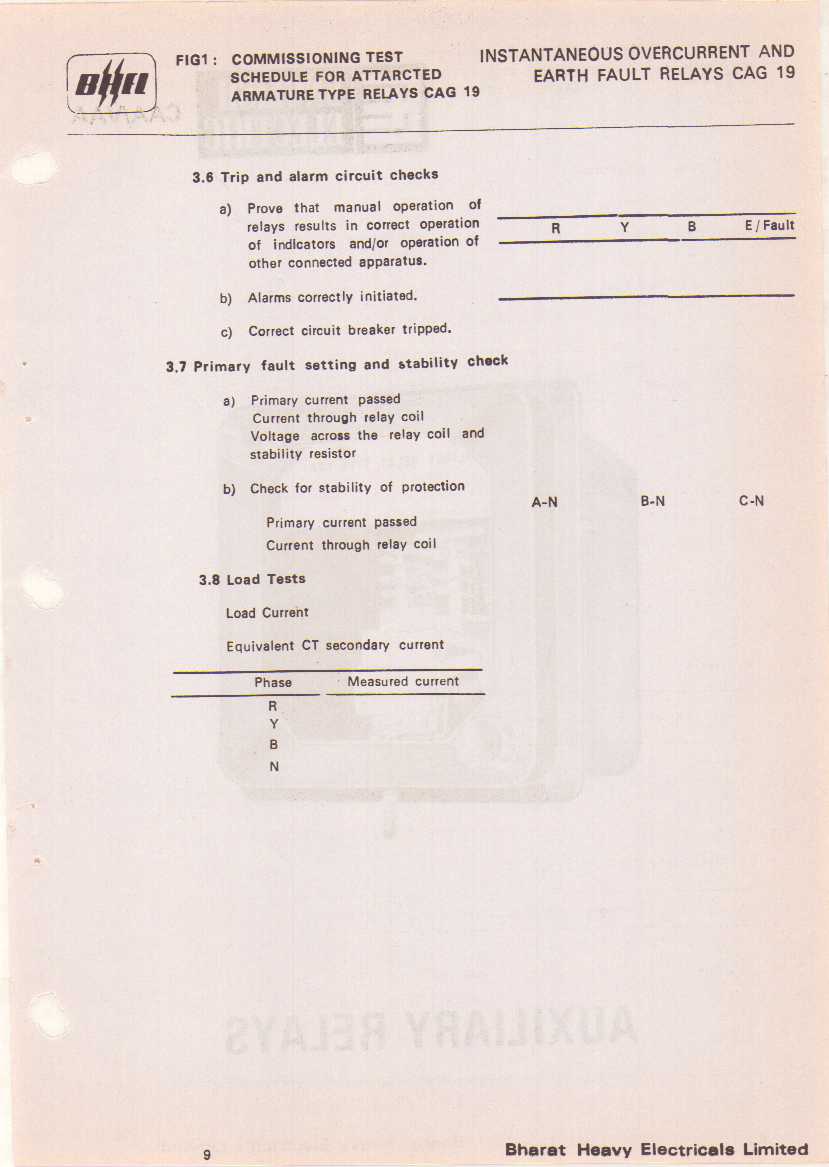 BHEL
FIG1 : COMMISSIONING TEST
SCHEDULE FOR ATTARCTED
ARMATURE TYPE RELAYS CAG 19
INSTANTANEOUS OVERCURRENT AND
EARTH FAULT RELAYS CAG 19
CAA/VAA
3.6 Trip and alarm circuit checks
a) Prove that manual operation of
relays results in correct operation
of indicators and/or operation of
other connected apparatus.
R Y B E / Fault
b) Alarms correctly initiated.
c) Correct circuit breaker tripped.
3.7 Primary fault setting and stability check
a) Primary current passed
Current through relay coil
Voltage across the relay coil and
stability resistor
b) Check for stability of protection
A-N B-N C-N
Primary current passed
Current through relay coil
3.8 Load Tests
Load Current
Equivalent CT secondary current
Phase Measured current
R
Y
B
N
AUXILIARY RELAYS
9
Bharat Heavy Electricals Limited